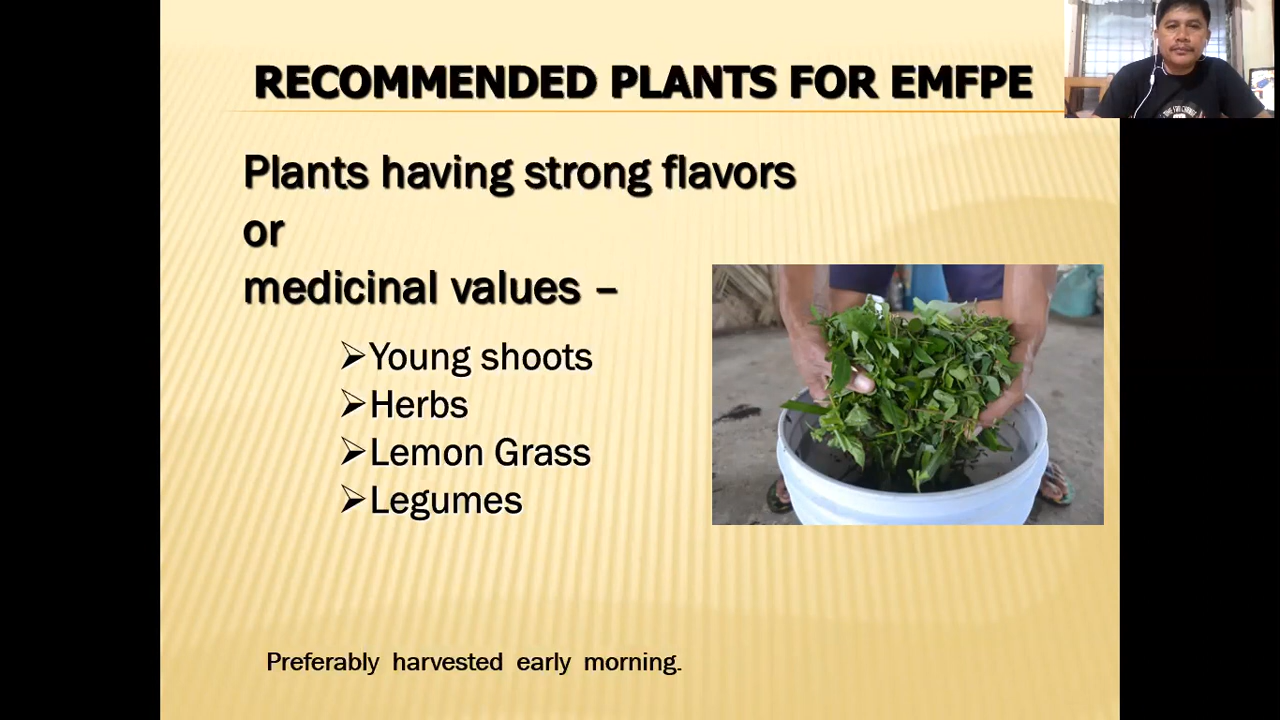 RECOMMENDED PLANTS FOR EMFPE
Plants having strong flavors
or
medicinal values –
➢Young shoots
➢Herbs
➢Lemon Grass
➢Legumes
Preferably harvested early morning.